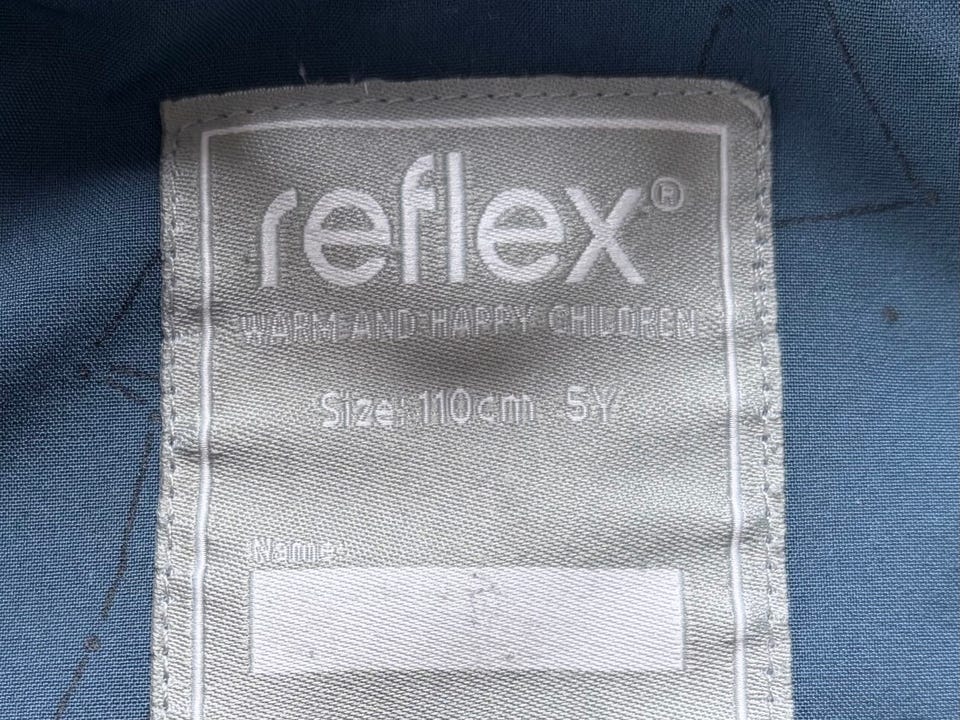 reflex®
WARM AND HAPPY CHILDREN
Size: 110cm 5Y
Name: